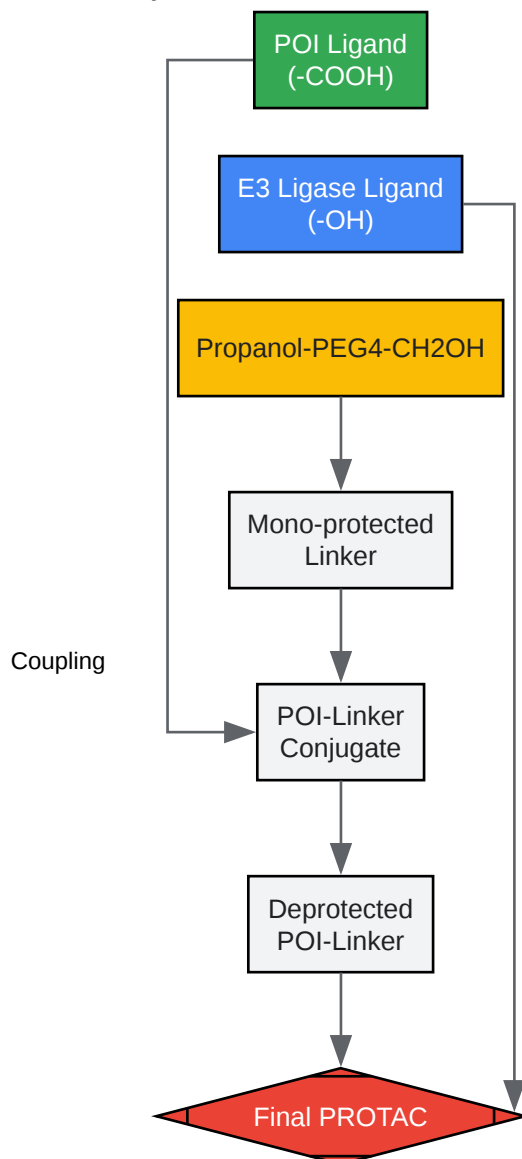 POI Ligand
(-COOH)
E3 Ligase Ligand
(-OH)
Propanol-PEG4-CH2OH
Mono-protected
Linker
Coupling
POI-Linker
Conjugate
Deprotected
POI-Linker
Final PROTAC